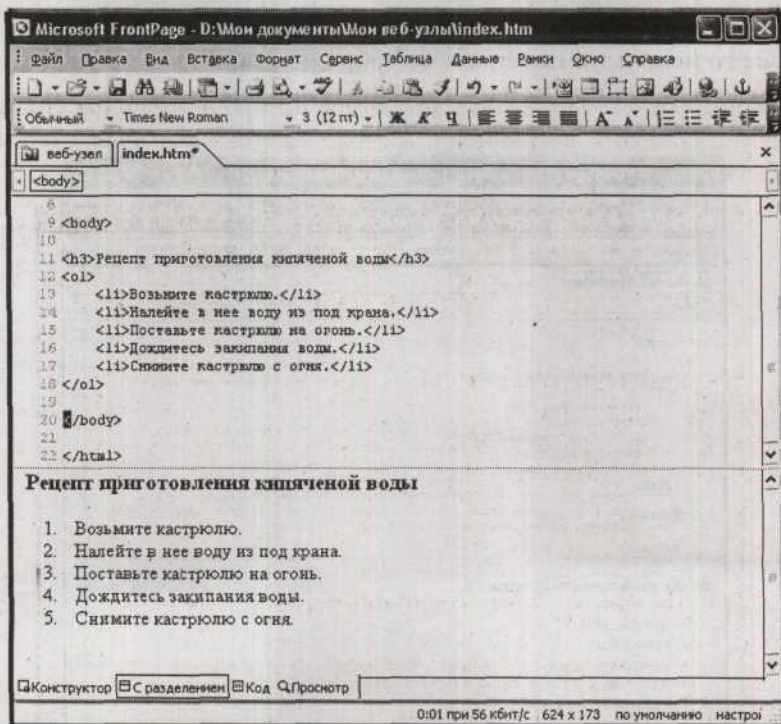 Microsoft FrontPage - D:\Мои документы\Мои веб-узлы\index.htm
Файл Правка Вид Вставка Формат Сервис Таблица Данные Рамки Окно Справка
Обычный Times New Roman 3 (12 пт) Ж К Ч
веб-узел index.htm*
<body>
8
9 <body>
10
11 <h3>Рецепт приготовления кипяченой воды</h3>
12 <ol>
13 <li>Возьмите кастрюлю.</li>
14 <li>Налейте в нее воду из под крана.</li>
15 <li>Поставьте кастрюлю на огонь.</li>
16 <li>Дождитесь закипания воды.</li>
17 <li>Снимите кастрюлю с огня.</li>
18 </ol>
19
20 </body>
21
22 </html>
Рецепт приготовления кипяченой воды
1. Возьмите кастрюлю.
2. Налейте в нее воду из под крана.
3. Поставьте кастрюлю на огонь.
4. Дождитесь закипания воды.
5. Снимите кастрюлю с огня.
Конструктор С разделением Код Просмотр
0:01 при 56 кбит/с 624 x 173 по умолчанию настрой